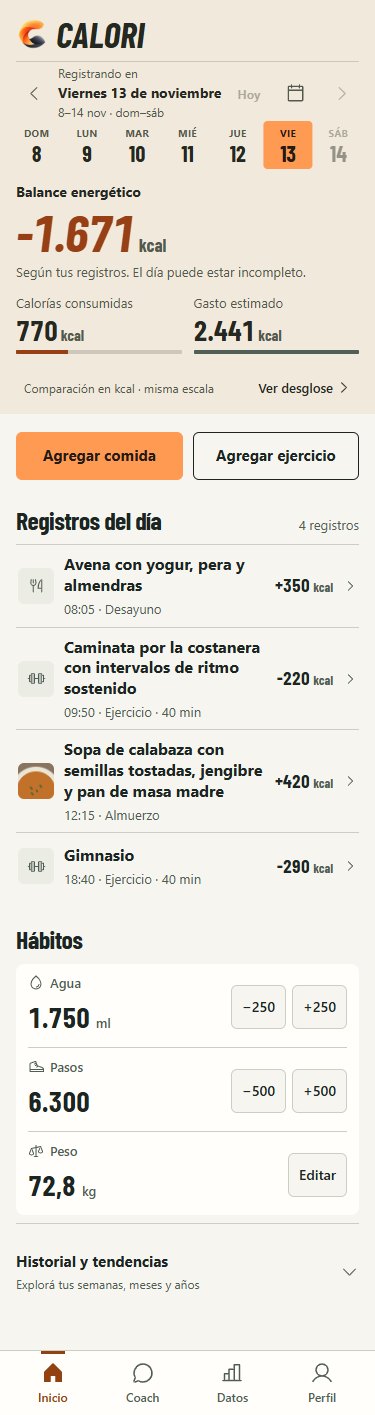 CALORI
Registrando en
Viernes 13 de noviembre
Hoy
8–14 nov · dom–sáb
DOM LUN MAR MIÉ JUE VIE SÁB
8 9 10 11 12 13 14
Balance energético
-1.671 kcal
Según tus registros. El día puede estar incompleto.
Calorías consumidas Gasto estimado
770 kcal 2.441 kcal
Comparación en kcal · misma escala Ver desglose
Agregar comida Agregar ejercicio
Registros del día 4 registros
Avena con yogur, pera y
almendras
+350 kcal
08:05 · Desayuno
Caminata por la costanera
con intervalos de ritmo
sostenido
-220 kcal
09:50 · Ejercicio · 40 min
Sopa de calabaza con
semillas tostadas, jengibre
y pan de masa madre
+420 kcal
12:15 · Almuerzo
Gimnasio
-290 kcal
18:40 · Ejercicio · 40 min
Hábitos
Agua
1.750 ml
−250 +250
Pasos
6.300
−500 +500
Peso
72,8 kg
Editar
Historial y tendencias
Explorá tus semanas, meses y años
Inicio Coach Datos Perfil